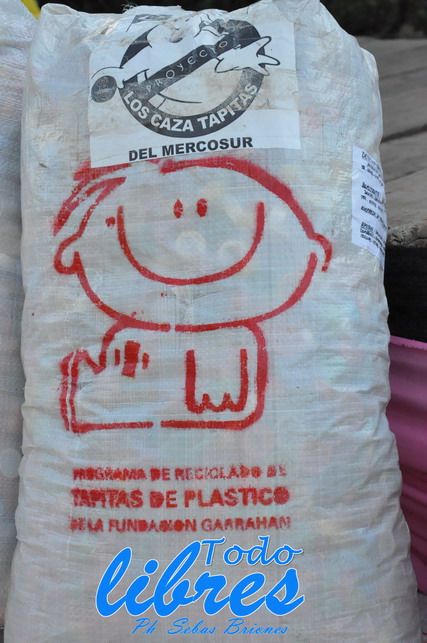 PROYECTO
LOS CAZA TAPITAS
DEL MERCOSUR
PROGRAMA DE RECICLADO DE
TAPITAS DE PLASTICO
DE LA FUNDACION GARRAHAN
Todo
libres
Ph Sebas Briones